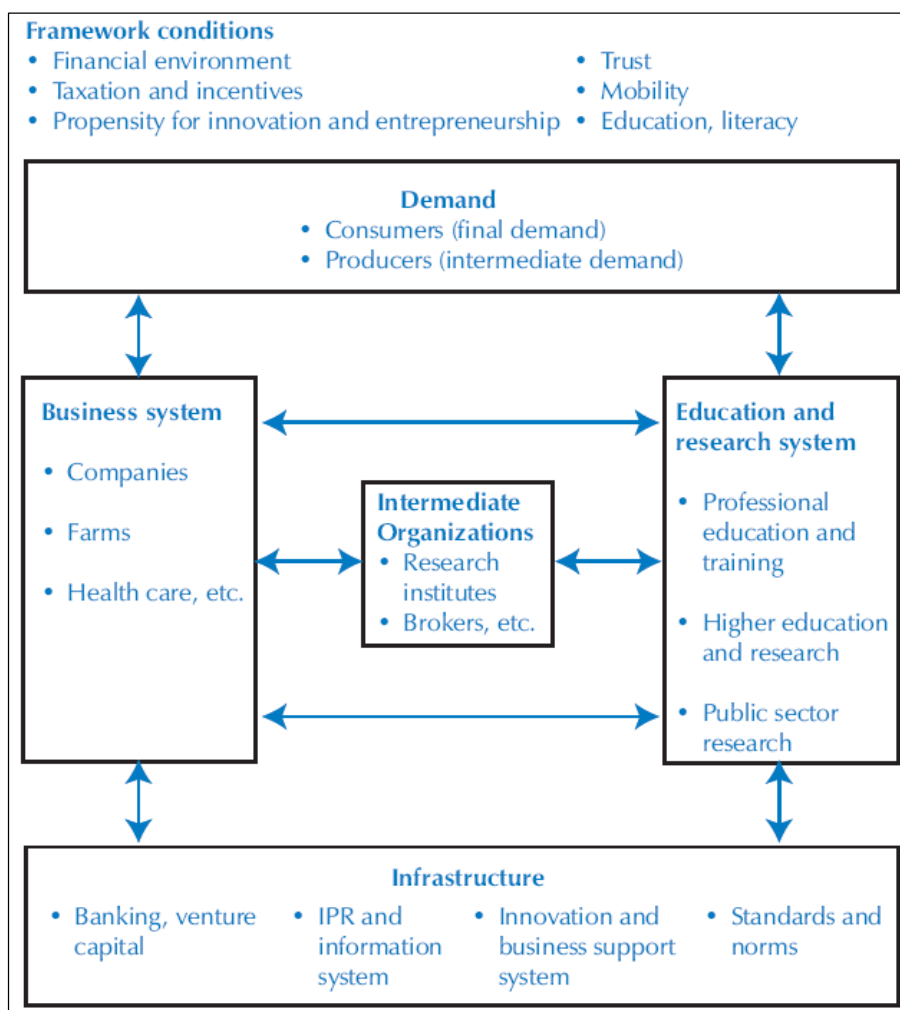 Framework conditions
• Financial environment
• Taxation and incentives
• Propensity for innovation and entrepreneurship
• Trust
• Mobility
• Education, literacy
Demand
• Consumers (final demand)
• Producers (intermediate demand)
Business system
• Companies
• Farms
• Health care, etc.
Intermediate
Organizations
• Research
institutes
• Brokers, etc.
Education and
research system
• Professional
education and
training
• Higher education
and research
• Public sector
research
Infrastructure
• Banking, venture
capital
• IPR and
information
system
• Innovation and
business support
system
• Standards and
norms